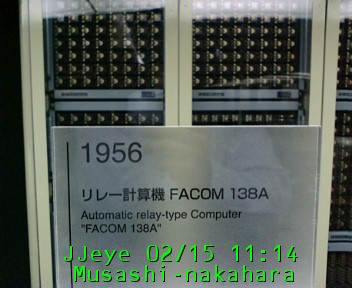 1956
リレー計算機 FACOM 138A
Automatic relay-type Computer
"FACOM 138A"
JJeye 02/15 11:14
Musashi-nakahara